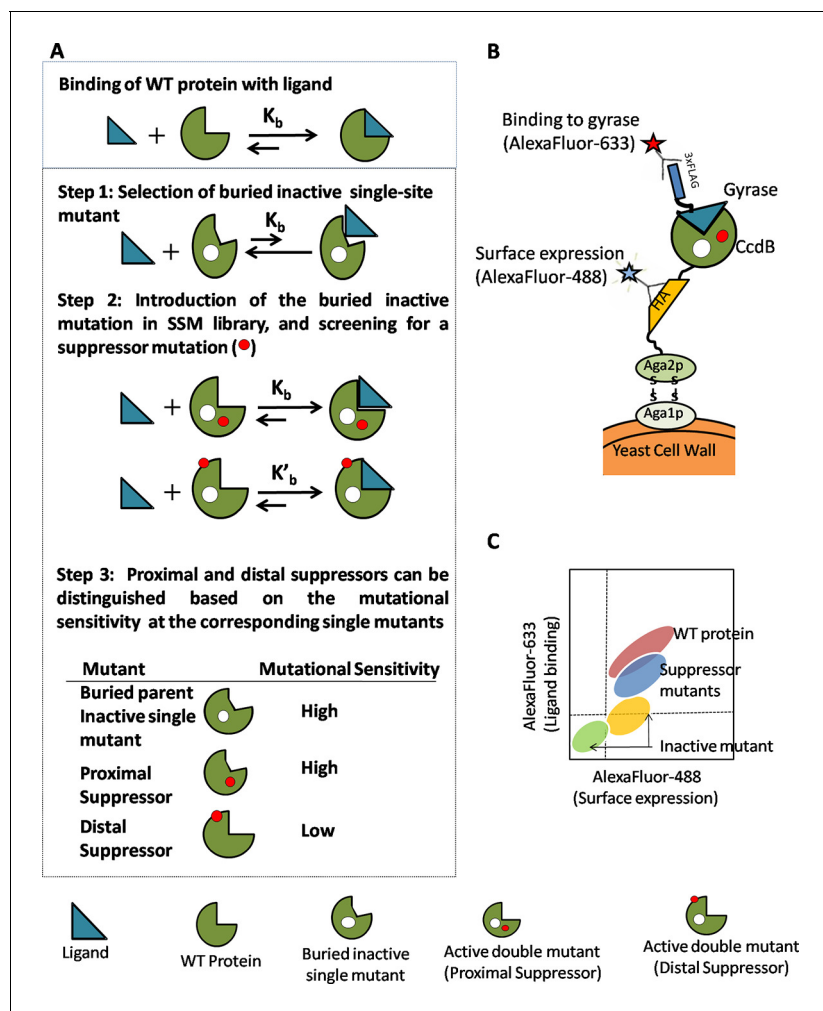 A
Binding of WT protein with ligand
+
K_b
Step 1: Selection of buried inactive single-site
mutant
+
K_b
Step 2: Introduction of the buried inactive
mutation in SSM library, and screening for a
suppressor mutation ( )
+
K_b
+
K'_b
Step 3: Proximal and distal suppressors can be
distinguished based on the mutational
sensitivity at the corresponding single mutants
Mutant Mutational Sensitivity
Buried parent
Inactive single
mutant
High
Proximal
Suppressor
High
Distal
Suppressor
Low
B
Binding to gyrase
(AlexaFluor-633)
3xFLAG
Gyrase
CcdB
Surface expression
(AlexaFluor-488)
HA
Aga2p
S S
S S
Aga1p
Yeast Cell Wall
C
AlexaFluor-633
(Ligand binding)
WT protein
Suppressor
mutants
Inactive mutant
AlexaFluor-488
(Surface expression)
Ligand
WT Protein
Buried inactive
single mutant
Active double mutant
(Proximal Suppressor)
Active double mutant
(Distal Suppressor)